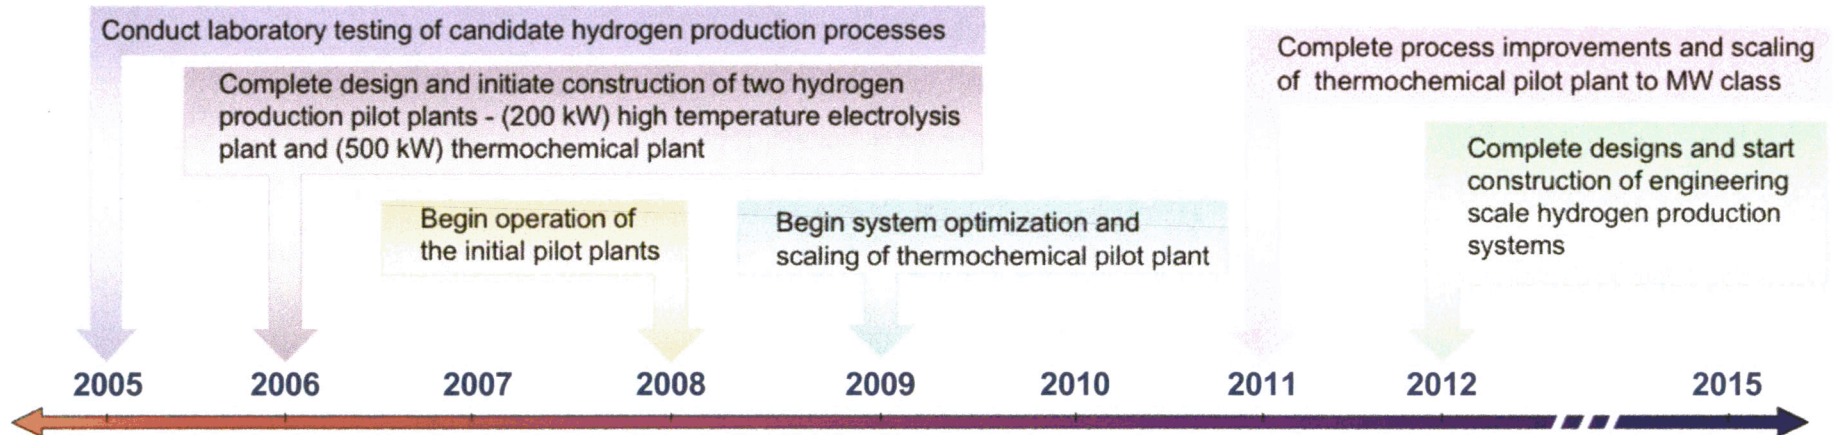 Conduct laboratory testing of candidate hydrogen production processes
Complete design and initiate construction of two hydrogen
production pilot plants - (200 kW) high temperature electrolysis
plant and (500 kW) thermochemical plant
Begin operation of
the initial pilot plants
Begin system optimization and
scaling of thermochemical pilot plant
Complete process improvements and scaling
of thermochemical pilot plant to MW class
Complete designs and start
construction of engineering
scale hydrogen production
systems
2005 2006 2007 2008 2009 2010 2011 2012 2015